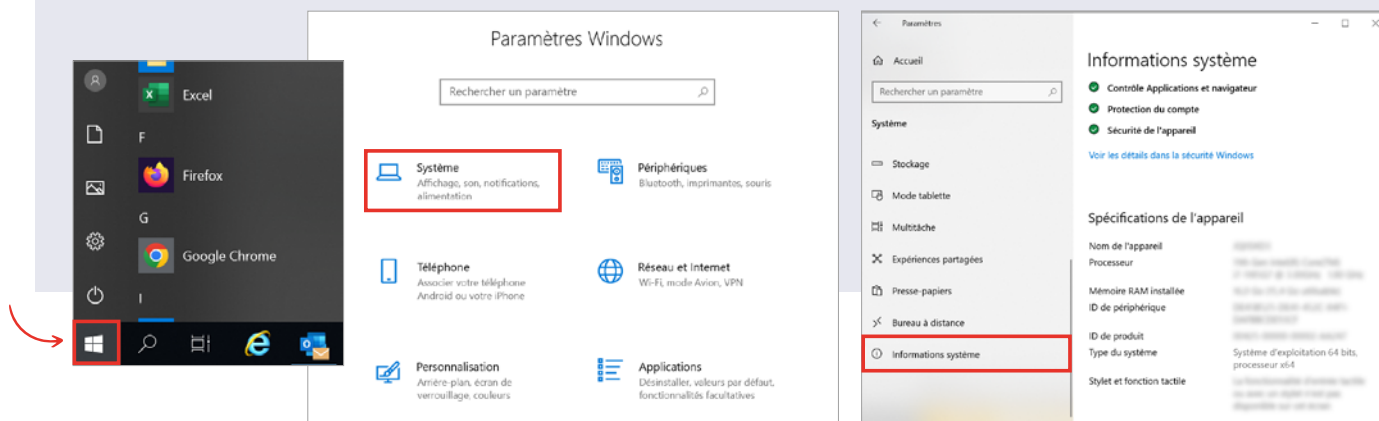 Excel
F
Firefox
G
Google Chrome
I
Paramètres Windows
Rechercher un paramètre
Système
Affichage, son, notifications,
alimentation
Périphériques
Bluetooth, imprimantes, souris
Téléphone
Associer votre téléphone
Android ou votre iPhone
Réseau et Internet
Wi-Fi, mode Avion, VPN
Personnalisation
Arrière-plan, écran de
verrouillage, couleurs
Applications
Désinstaller, valeurs par défaut,
fonctionnalités facultatives
Paramètres
Accueil
Rechercher un paramètre
Système
Stockage
Mode tablette
Multitâche
Expériences partagées
Presse-papiers
Bureau à distance
Informations système
Informations système
Contrôle Applications et navigateur
Protection du compte
Sécurité de l'appareil
Voir les détails dans la sécurité Windows
Spécifications de l'appareil
Nom de l'appareil
Processeur
Mémoire RAM installée
ID de périphérique
ID de produit
Type du système Système d'exploitation 64 bits,
processeur x64
Stylet et fonction tactile